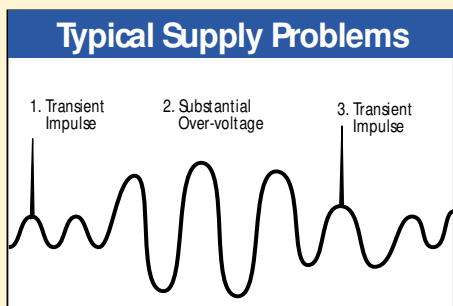 Typical Supply Problems
1. Transient
Impulse
2. Substantial
Over-voltage
3. Transient
Impulse